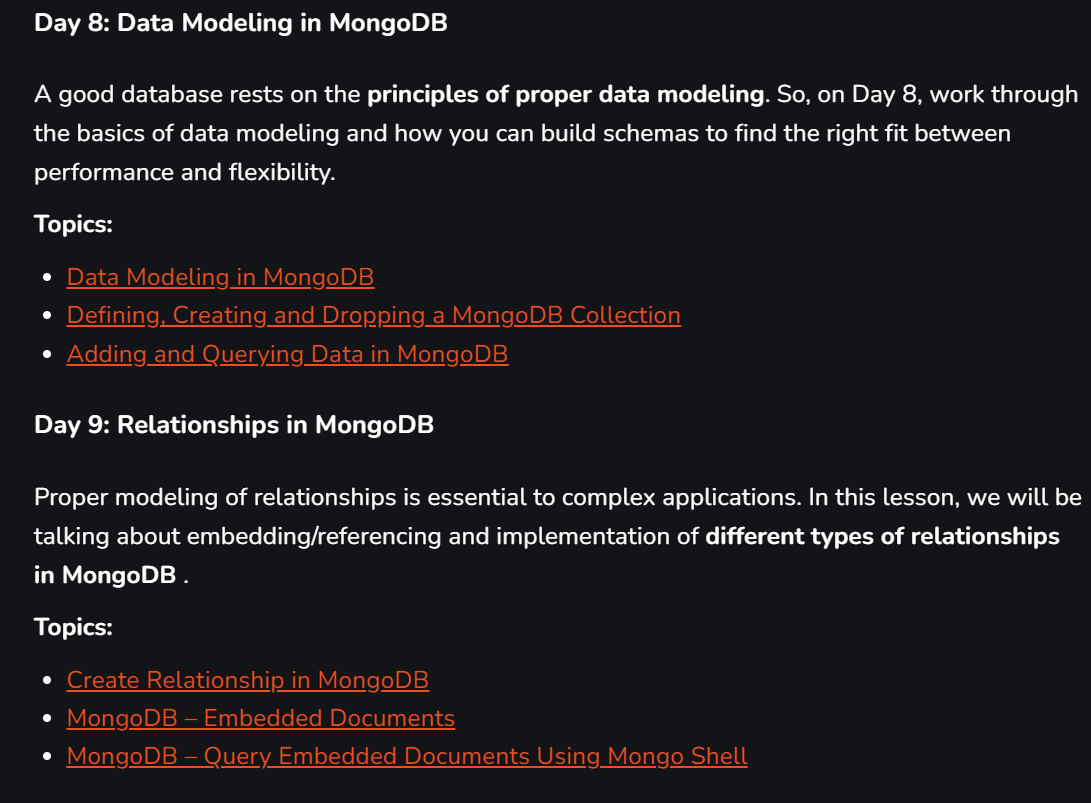 Day 8: Data Modeling in MongoDB
A good database rests on the principles of proper data modeling. So, on Day 8, work through
the basics of data modeling and how you can build schemas to find the right fit between
performance and flexibility.
Topics:
• Data Modeling in MongoDB
• Defining, Creating and Dropping a MongoDB Collection
• Adding and Querying Data in MongoDB
Day 9: Relationships in MongoDB
Proper modeling of relationships is essential to complex applications. In this lesson, we will be
talking about embedding/referencing and implementation of different types of relationships
in MongoDB .
Topics:
• Create Relationship in MongoDB
• MongoDB – Embedded Documents
• MongoDB – Query Embedded Documents Using Mongo Shell